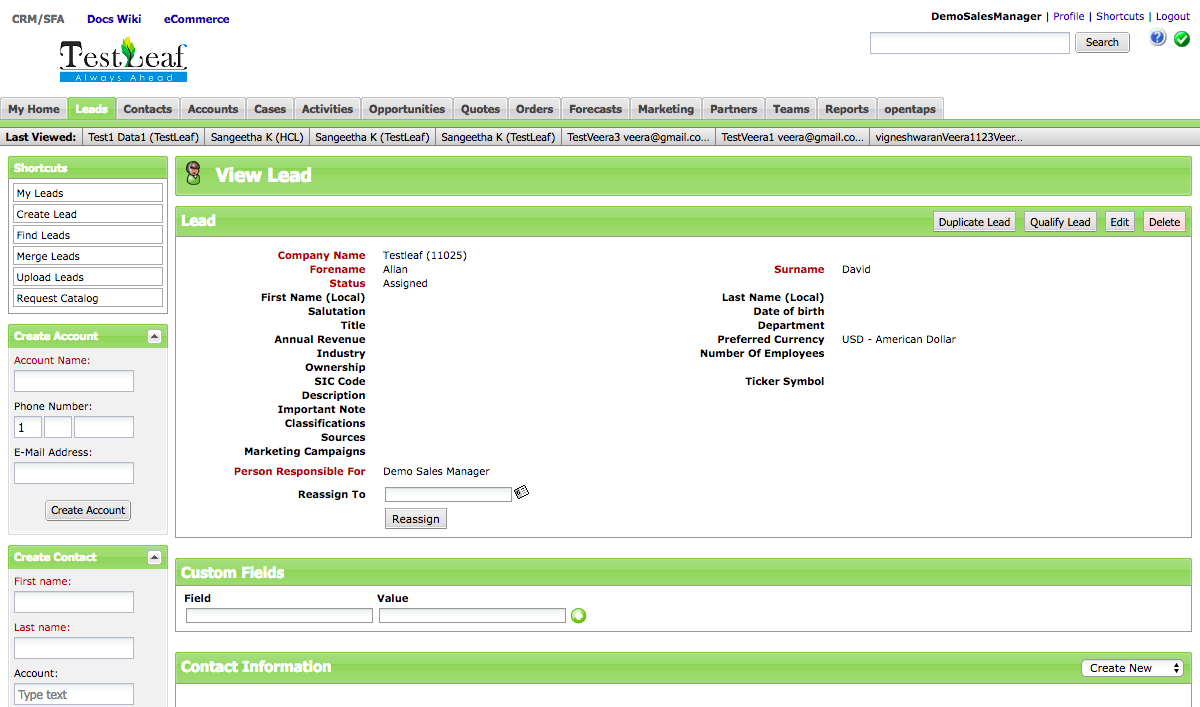 CRM/SFA Docs Wiki eCommerce
DemoSalesManager | Profile | Shortcuts | Logout
TestLeaf
Always Ahead
Search
?
My Home Leads Contacts Accounts Cases Activities Opportunities Quotes Orders Forecasts Marketing Partners Teams Reports opentaps
Last Viewed: Test1 Data1 (TestLeaf) Sangeetha K (HCL) Sangeetha K (TestLeaf) Sangeetha K (TestLeaf) TestVeera3 veera@gmail.co... TestVeera1 veera@gmail.co... vigneshwaranVeera1123Veer...
Shortcuts
My Leads
Create Lead
Find Leads
Merge Leads
Upload Leads
Request Catalog
Create Account
Account Name:
Phone Number:
1
E-Mail Address:
Create Account
Create Contact
First name:
Last name:
Account:
Type text
View Lead
Lead Duplicate Lead Qualify Lead Edit Delete
Company Name Testleaf (11025)
Forename Allan Surname David
Status Assigned
First Name (Local) Last Name (Local)
Salutation Date of birth
Title Department
Annual Revenue Preferred Currency USD - American Dollar
Industry Number Of Employees
Ownership
SIC Code Ticker Symbol
Description
Important Note
Classifications
Sources
Marketing Campaigns
Person Responsible For Demo Sales Manager
Reassign To
Reassign
Custom Fields
Field Value
Contact Information Create New